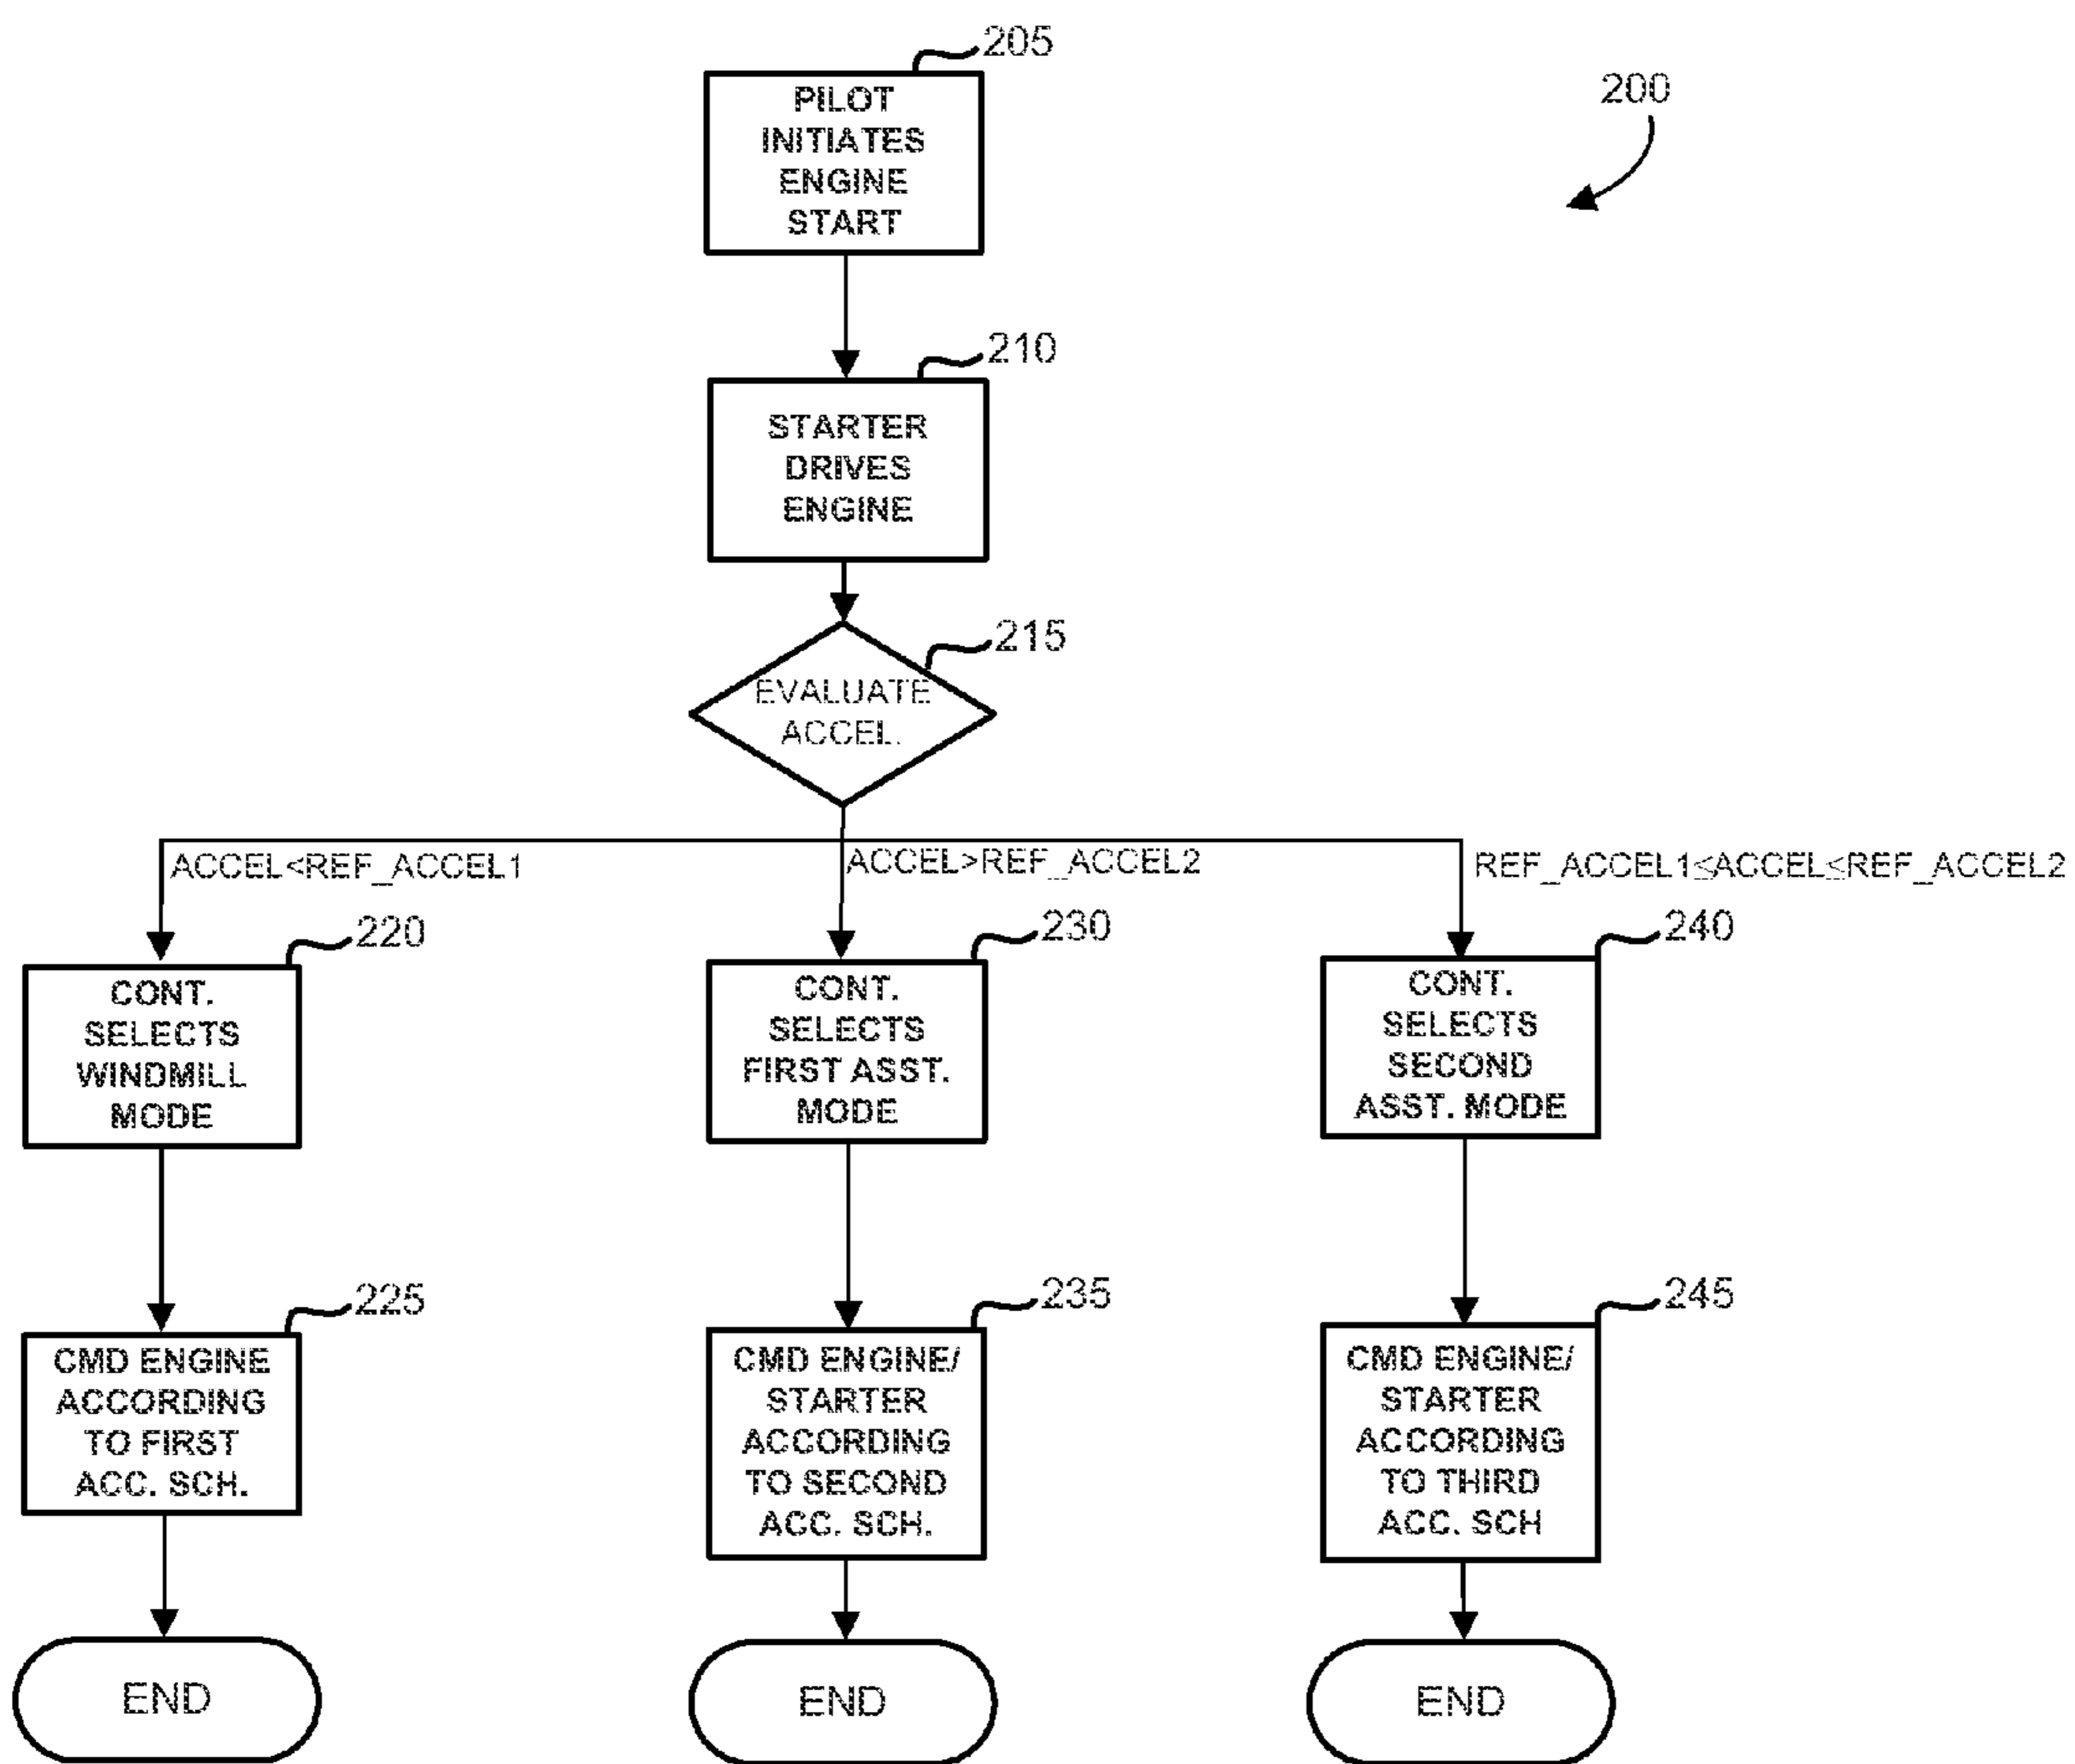 205
PILOT
INITIATES
ENGINE
START
200
210
STARTER
DRIVES
ENGINE
215
EVALUATE
ACCEL.
ACCEL<REF_ACCEL1
ACCEL>REF_ACCEL2
REF_ACCEL1≤ACCEL≤REF_ACCEL2
220
CONT.
SELECTS
WINDMILL
MODE
230
CONT.
SELECTS
FIRST ASST.
MODE
240
CONT.
SELECTS
SECOND
ASST. MODE
225
CMD ENGINE
ACCORDING
TO FIRST
ACC. SCH.
235
CMD ENGINE/
STARTER
ACCORDING
TO SECOND
ACC. SCH.
245
CMD ENGINE/
STARTER
ACCORDING
TO THIRD
ACC. SCH
END
END
END